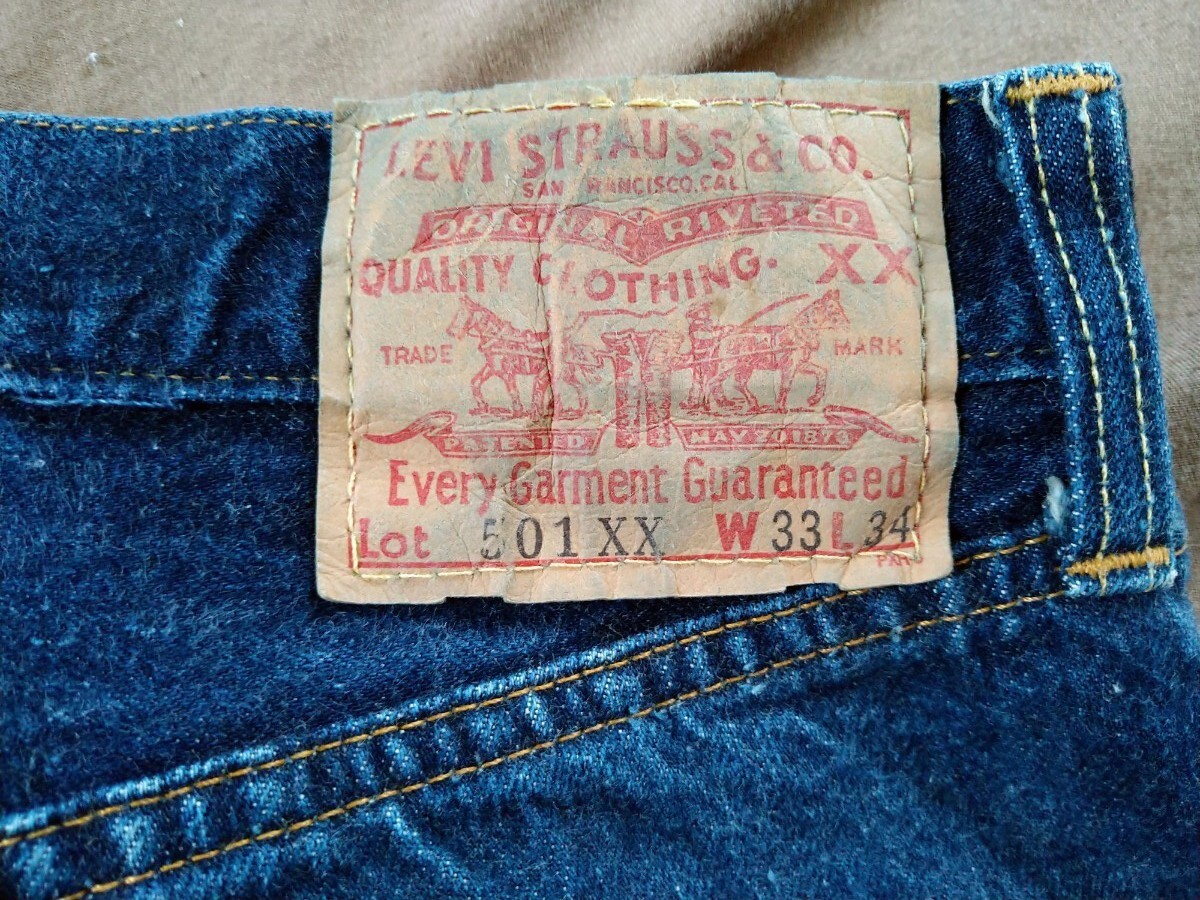 LEVI STRAUSS & CO.
SAN FRANCISCO, CAL.
ORIGINAL RIVETED
QUALITY CLOTHING. XX
TRADE MARK
PATENTED MAY 20 1873
Every Garment Guaranteed
Lot 501 XX W 33 L 34